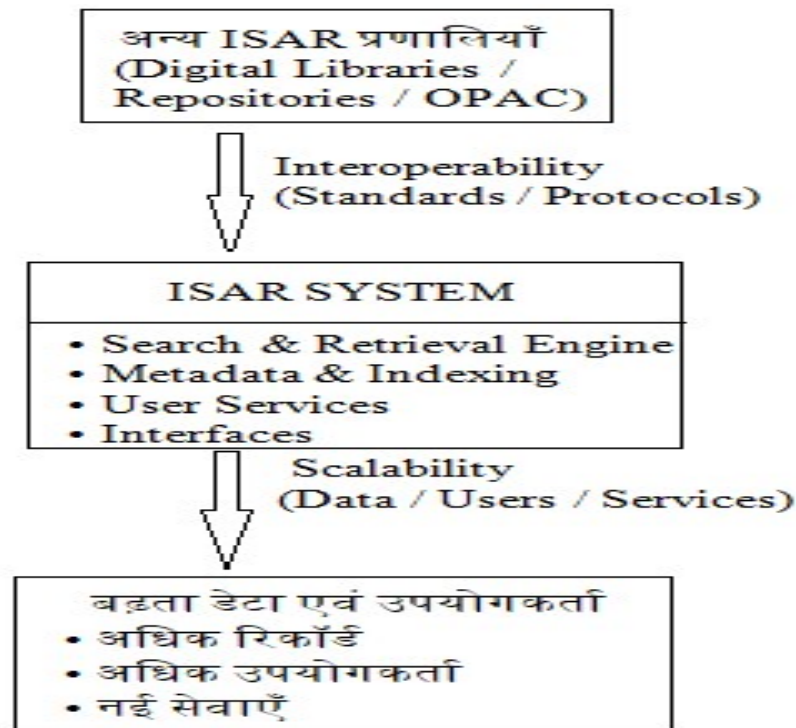 अन्य ISAR प्रणालियाँ
(Digital Libraries /
Repositories / OPAC)
Interoperability
(Standards / Protocols)
ISAR SYSTEM
• Search & Retrieval Engine
• Metadata & Indexing
• User Services
• Interfaces
Scalability
(Data / Users / Services)
बढ़ता डेटा एवं उपयोगकर्ता
• अधिक रिकॉर्ड
• अधिक उपयोगकर्ता
• नई सेवाएँ